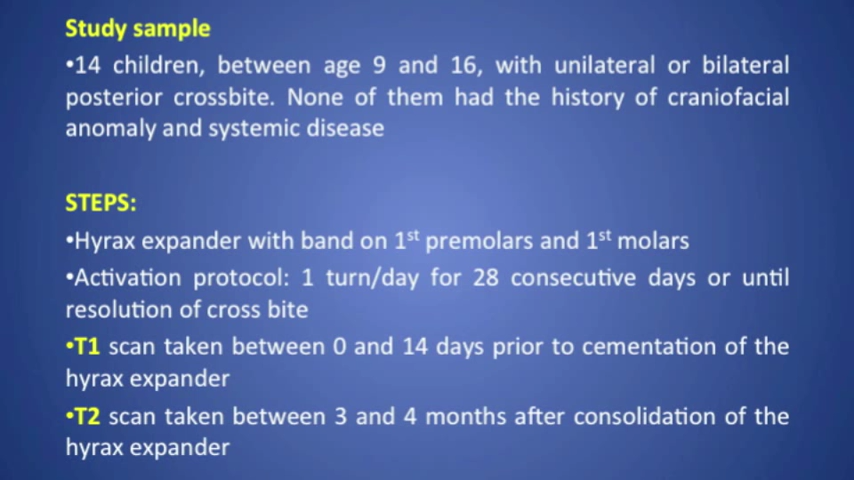 Study sample
•14 children, between age 9 and 16, with unilateral or bilateral
posterior crossbite. None of them had the history of craniofacial
anomaly and systemic disease
STEPS:
•Hyrax expander with band on 1st premolars and 1st molars
•Activation protocol: 1 turn/day for 28 consecutive days or until
resolution of cross bite
•T1 scan taken between 0 and 14 days prior to cementation of the
hyrax expander
•T2 scan taken between 3 and 4 months after consolidation of the
hyrax expander